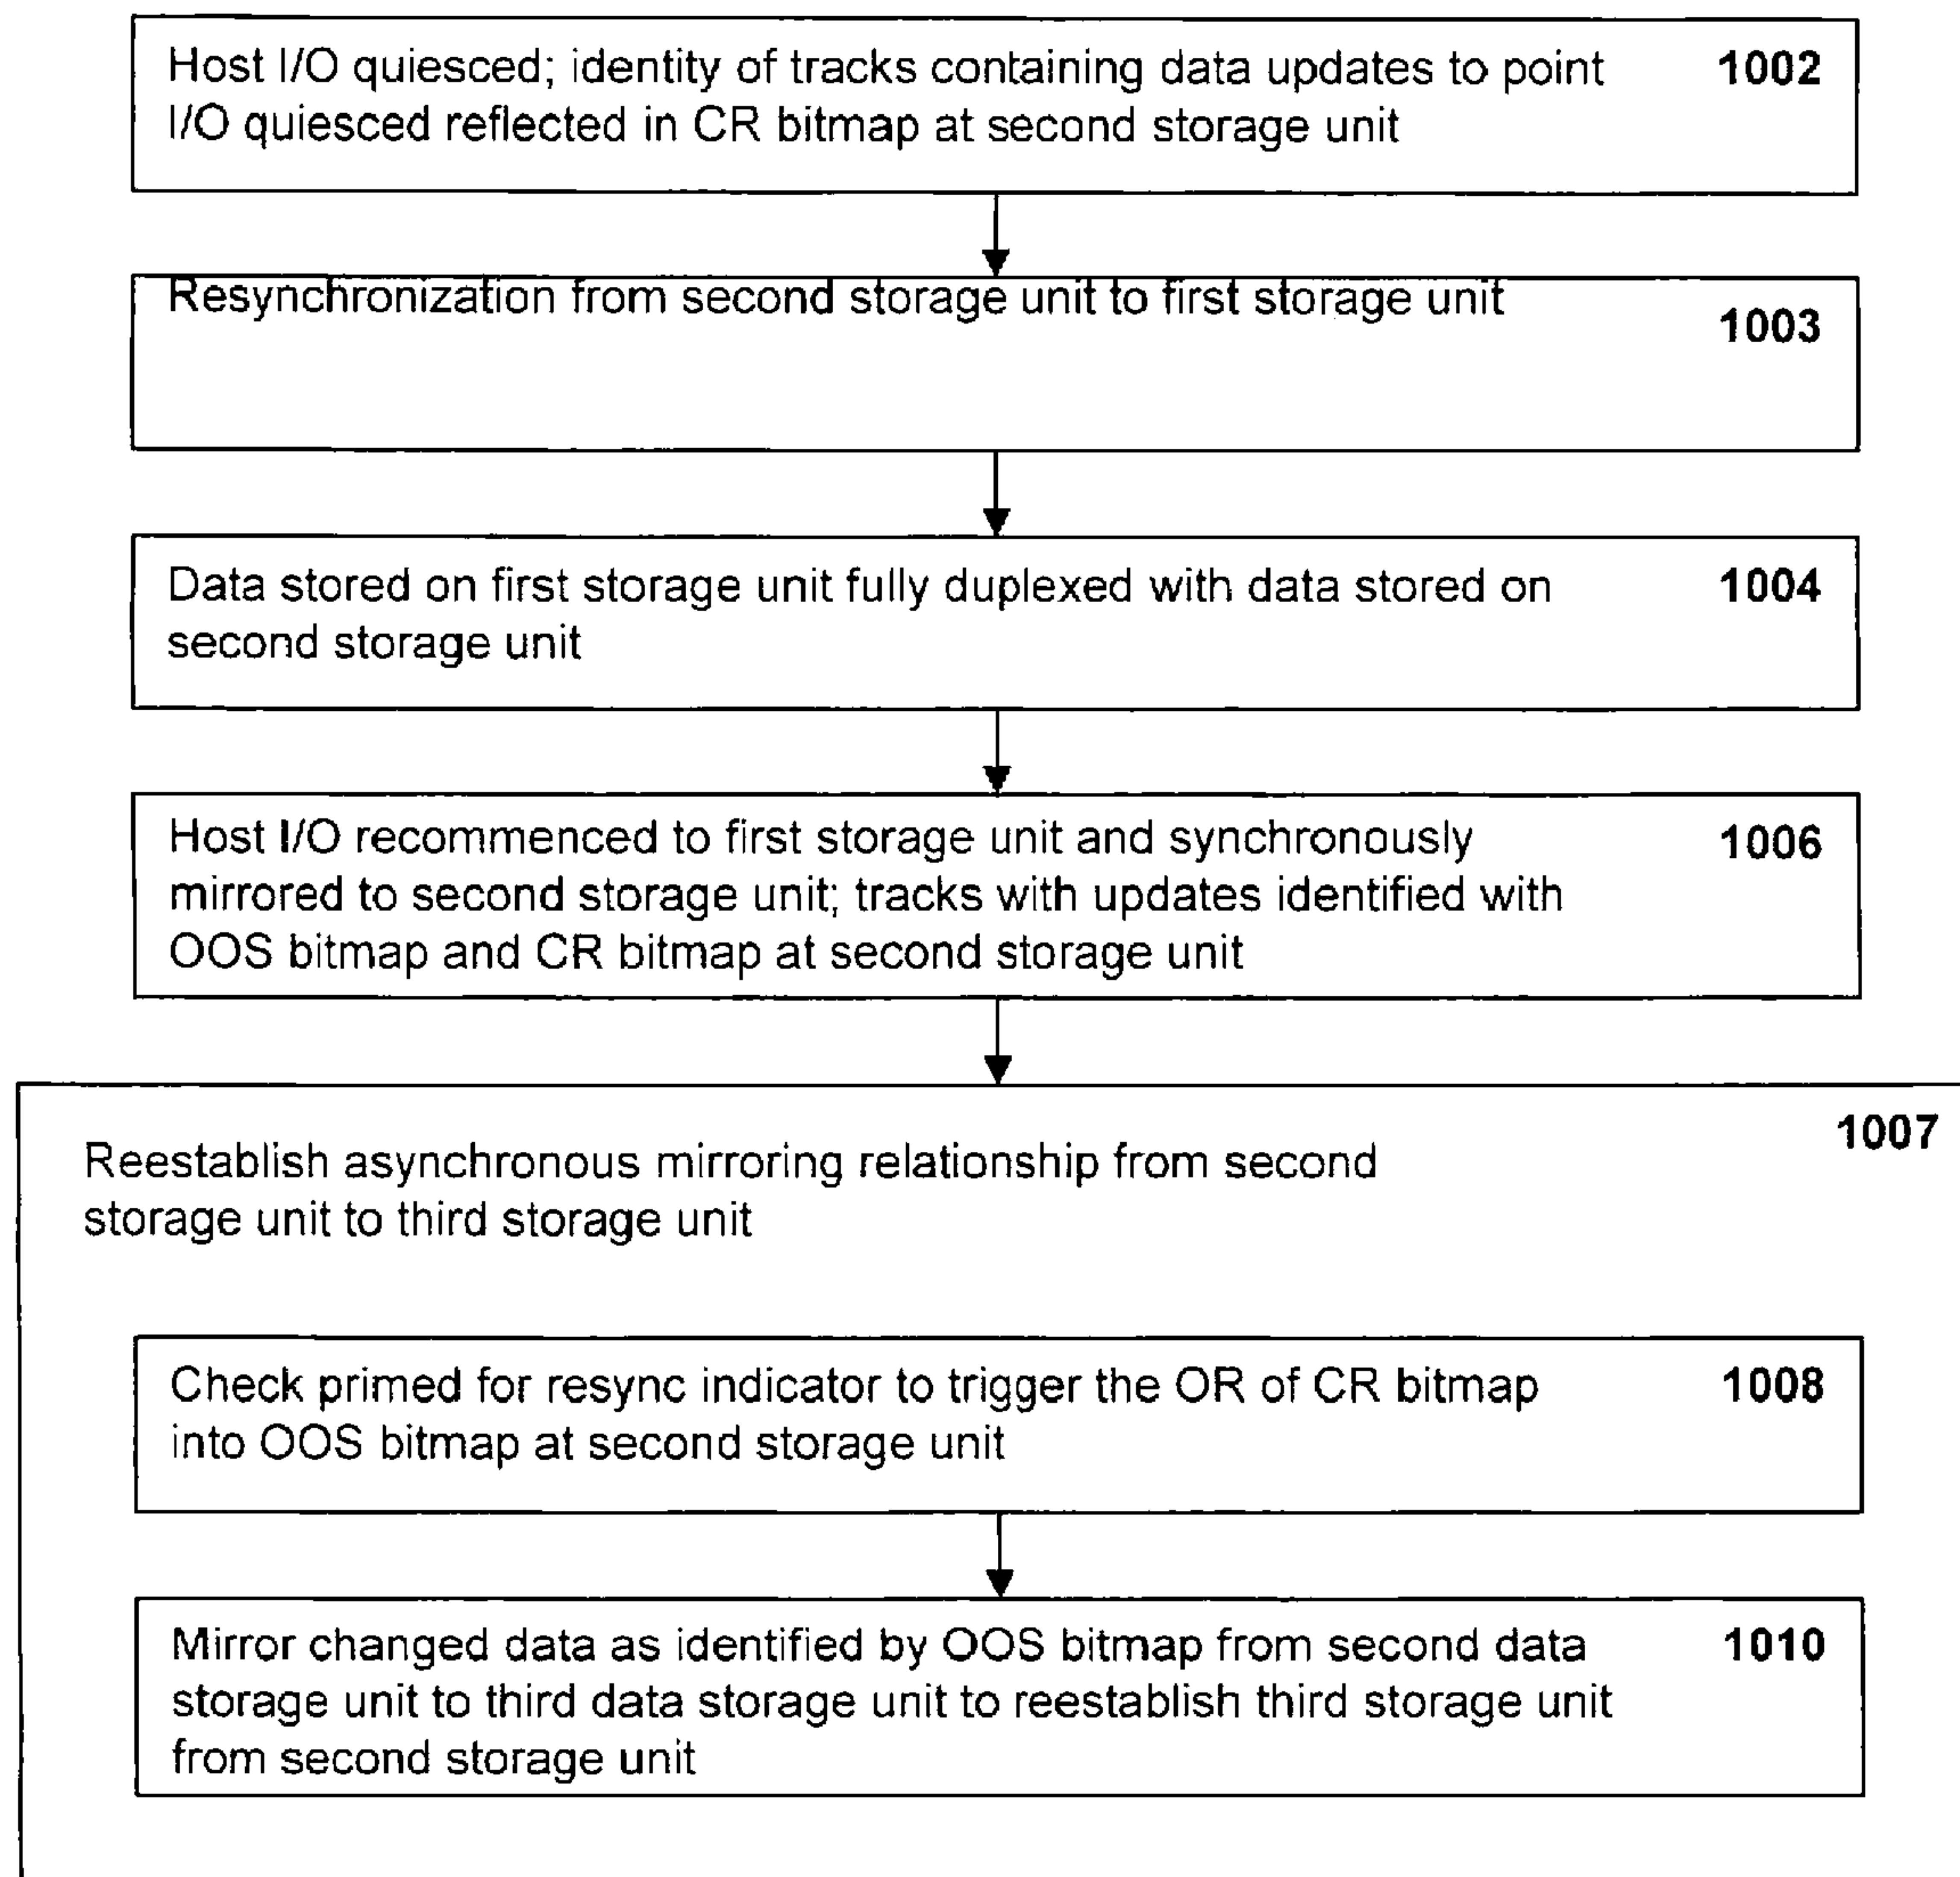 Host I/O quiesced; identity of tracks containing data updates to point 1002
I/O quiesced reflected in CR bitmap at second storage unit
Resynchronization from second storage unit to first storage unit
1003
Data stored on first storage unit fully duplexed with data stored on 1004
second storage unit
Host I/O recommenced to first storage unit and synchronously 1006
mirrored to second storage unit; tracks with updates identified with
OOS bitmap and CR bitmap at second storage unit
1007
Reestablish asynchronous mirroring relationship from second
storage unit to third storage unit
Check primed for resync indicator to trigger the OR of CR bitmap 1008
into OOS bitmap at second storage unit
Mirror changed data as identified by OOS bitmap from second data 1010
storage unit to third data storage unit to reestablish third storage unit
from second storage unit